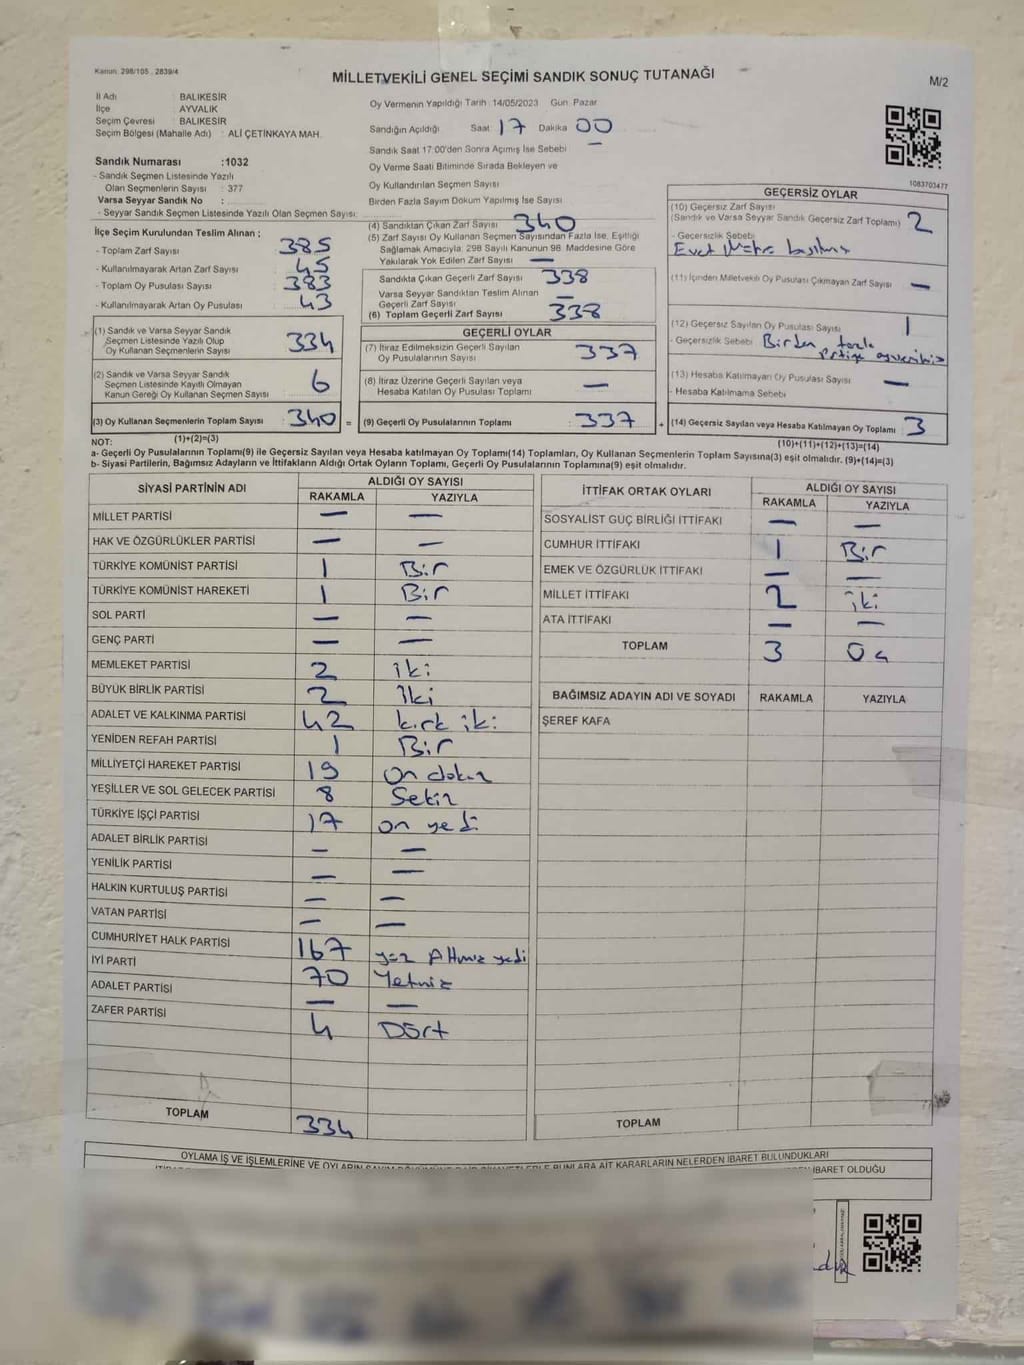 Kanun: 298/105 , 2839/4
MİLLETVEKİLİ GENEL SEÇİMİ SANDIK SONUÇ TUTANAĞI
M/2
İl Adı : BALIKESİR
İlçe : AYVALIK
Seçim Çevresi : BALIKESİR
Seçim Bölgesi (Mahalle Adı) : ALİ ÇETİNKAYA MAH.
Sandık Numarası :1032
- Sandık Seçmen Listesinde Yazılı
Olan Seçmenlerin Sayısı : 377
Varsa Seyyar Sandık No :
- Seyyar Sandık Seçmen Listesinde Yazılı Olan Seçmen Sayısı:
Oy Vermenin Yapıldığı Tarih: 14/05/2023 Gün: Pazar
Sandığın Açıldığı Saat: 17 Dakika 00
Sandık Saat 17:00'den Sonra Açımış İse Sebebi —
Oy Verme Saati Bitiminde Sırada Bekleyen ve
Oy Kullandırılan Seçmen Sayısı
Birden Fazla Sayım Döküm Yapılmış İse Sayısı
1083703477
İlçe Seçim Kurulundan Teslim Alınan :
- Toplam Zarf Sayısı : 385
- Kullanılmayarak Artan Zarf Sayısı : 45
- Toplam Oy Pusulası Sayısı : 383
- Kullanılmayarak Artan Oy Pusulası : 43
(4) Sandıktan Çıkan Zarf Sayısı : 340
(5) Zarf Sayısı Oy Kullanan Seçmen Sayısından Fazla İse, Eşitliği
Sağlamak Amacıyla; 298 Sayılı Kanunun 98. Maddesine Göre
Yakılarak Yok Edilen Zarf Sayısı : —
Sandıkta Çıkan Geçerli Zarf Sayısı : 338
Varsa Seyyar Sandıktan Teslim Alınan
Geçerli Zarf Sayısı : —
(6) Toplam Geçerli Zarf Sayısı : 338
GEÇERSİZ OYLAR
(10) Geçersiz Zarf Sayısı
(Sandık ve Varsa Seyyar Sandık Geçersiz Zarf Toplamı) : 2
- Geçersizlik Sebebi:
Evet
(11) İçinden Milletvekili Oy Pusulası Çıkmayan Zarf Sayısı : —
(12) Geçersiz Sayılan Oy Pusulası Sayısı : 1
- Geçersizlik Sebebi: Birden fazla
(13) Hesaba Katılmayan Oy Pusulası Sayısı : —
- Hesaba Katılmama Sebebi
(14) Geçersiz Sayılan veya Hesaba Katılmayan Oy Toplamı : 3
(1) Sandık ve Varsa Seyyar Sandık
Seçmen Listesinde Yazılı Olup
Oy Kullanan Seçmenlerin Sayısı : 334
(2) Sandık ve Varsa Seyyar Sandık
Seçmen Listesinde Kayıtlı Olmayan
Kanun Gereği Oy Kullanan Seçmen Sayısı : 6
(3) Oy Kullanan Seçmenlerin Toplam Sayısı : 340 =
GEÇERLİ OYLAR
(7) İtiraz Edilmeksizin Geçerli Sayılan
Oy Pusulalarının Sayısı : 337
(8) İtiraz Üzerine Geçerli Sayılan veya
Hesaba Katılan Oy Pusulası Toplamı : —
(9) Geçerli Oy Pusulalarının Toplamı : 337 +
NOT: (1)+(2)=(3)
(10)+(11)+(12)+(13)=(14)
a- Geçerli Oy Pusulalarının Toplamı(9) ile Geçersiz Sayılan veya Hesaba katılmayan Oy Toplamı(14) Toplamları, Oy Kullanan Seçmenlerin Toplam Sayısına(3) eşit olmalıdır. (9)+(14)=(3)
b- Siyasi Partilerin, Bağımsız Adayların ve İttifakların Aldığı Ortak Oyların Toplamı, Geçerli Oy Pusulalarının Toplamına(9) eşit olmalıdır.
SİYASİ PARTİNİN ADI ALDIĞI OY SAYISI
RAKAMLA YAZIYLA
MİLLET PARTİSİ — —
HAK VE ÖZGÜRLÜKLER PARTİSİ — —
TÜRKİYE KOMÜNİST PARTİSİ 1 Bir
TÜRKİYE KOMÜNİST HAREKETİ 1 Bir
SOL PARTİ — —
GENÇ PARTİ — —
MEMLEKET PARTİSİ 2 iki
BÜYÜK BİRLİK PARTİSİ 2 İki
ADALET VE KALKINMA PARTİSİ 42 kırk iki
YENİDEN REFAH PARTİSİ 1 Bir
MİLLİYETÇİ HAREKET PARTİSİ 19 on dokuz
YEŞİLLER VE SOL GELECEK PARTİSİ 8 Sekiz
TÜRKİYE İŞÇİ PARTİSİ 17 on yedi
ADALET BİRLİK PARTİSİ — —
YENİLİK PARTİSİ — —
HALKIN KURTULUŞ PARTİSİ — —
VATAN PARTİSİ — —
CUMHURİYET HALK PARTİSİ 167 yüz Altmış yedi
İYİ PARTİ 70 Yetmiş
ADALET PARTİSİ — —
ZAFER PARTİSİ 4 Dört
TOPLAM 334
İTTİFAK ORTAK OYLARI ALDIĞI OY SAYISI
RAKAMLA YAZIYLA
SOSYALİST GÜÇ BİRLİĞİ İTTİFAKI — —
CUMHUR İTTİFAKI 1 Bir
EMEK VE ÖZGÜRLÜK İTTİFAKI — —
MİLLET İTTİFAKI 2 iki
ATA İTTİFAKI — —
TOPLAM 3
BAĞIMSIZ ADAYIN ADI VE SOYADI RAKAMLA YAZIYLA
ŞEREF KAFA
TOPLAM
OYLAMA İŞ VE İŞLEMLERİNE VE OYLARIN SAYIM DÖKÜMÜNE DAİR ŞİKAYETLERLE BUNLARA AİT KARARLARIN NELERDEN İBARET BULUNDUKLARI
İBARET OLDUĞU